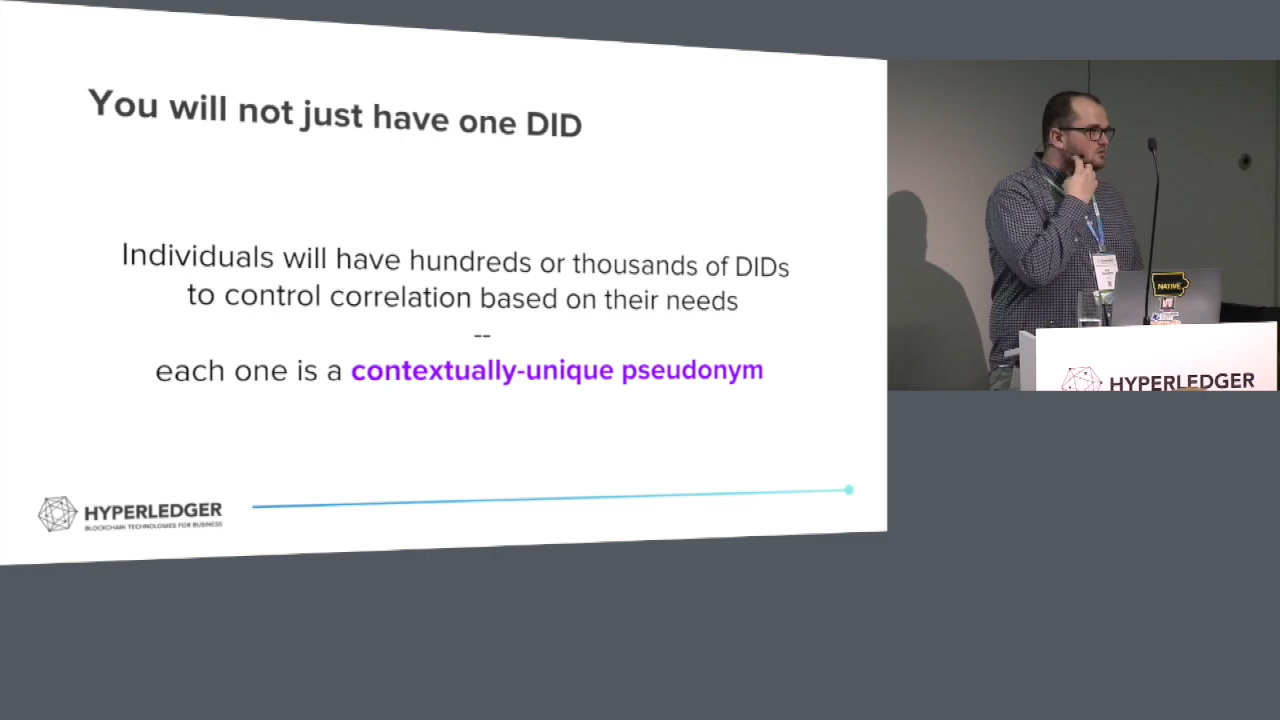 You will not just have one DID
Individuals will have hundreds or thousands of DIDs
to control correlation based on their needs
--
each one is a contextually-unique pseudonym
HYPERLEDGER
BLOCKCHAIN TECHNOLOGIES FOR BUSINESS
NATIVE
HYPERLEDGER